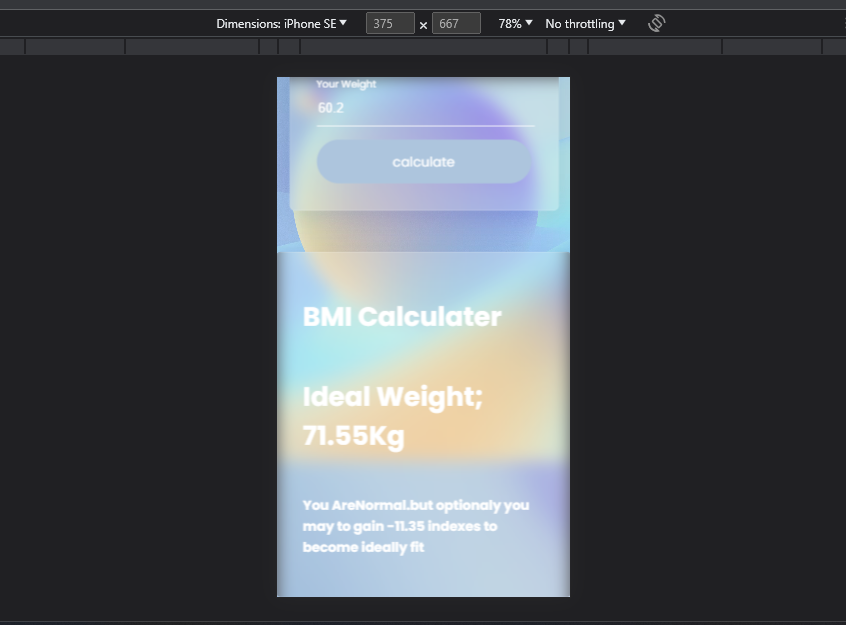 Dimensions: iPhone SE 375 × 667 78% No throttling
Your Weight
60.2
calculate
BMI Calculater
Ideal Weight;
71.55Kg
You AreNormal.but optionaly you
may to gain -11.35 indexes to
become ideally fit